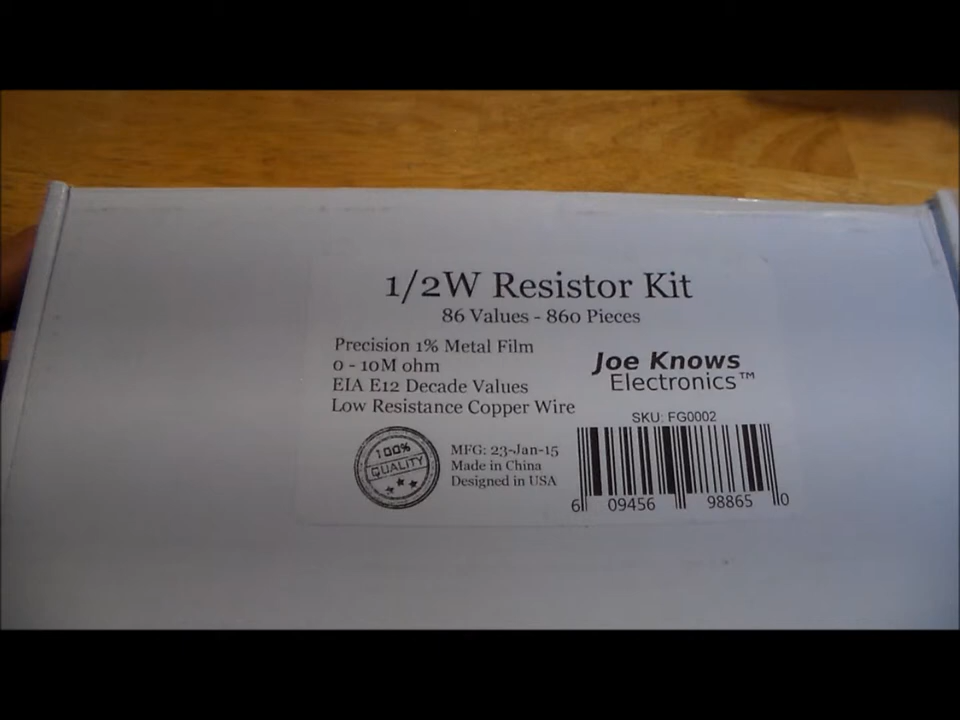 1/2W Resistor Kit
86 Values - 860 Pieces
Precision 1% Metal Film
0 - 10M ohm
EIA E12 Decade Values
Low Resistance Copper Wire
Joe Knows
Electronics™
SKU: FG0002
100%
QUALITY
MFG: 23-Jan-15
Made in China
Designed in USA
6 09456 98865 0